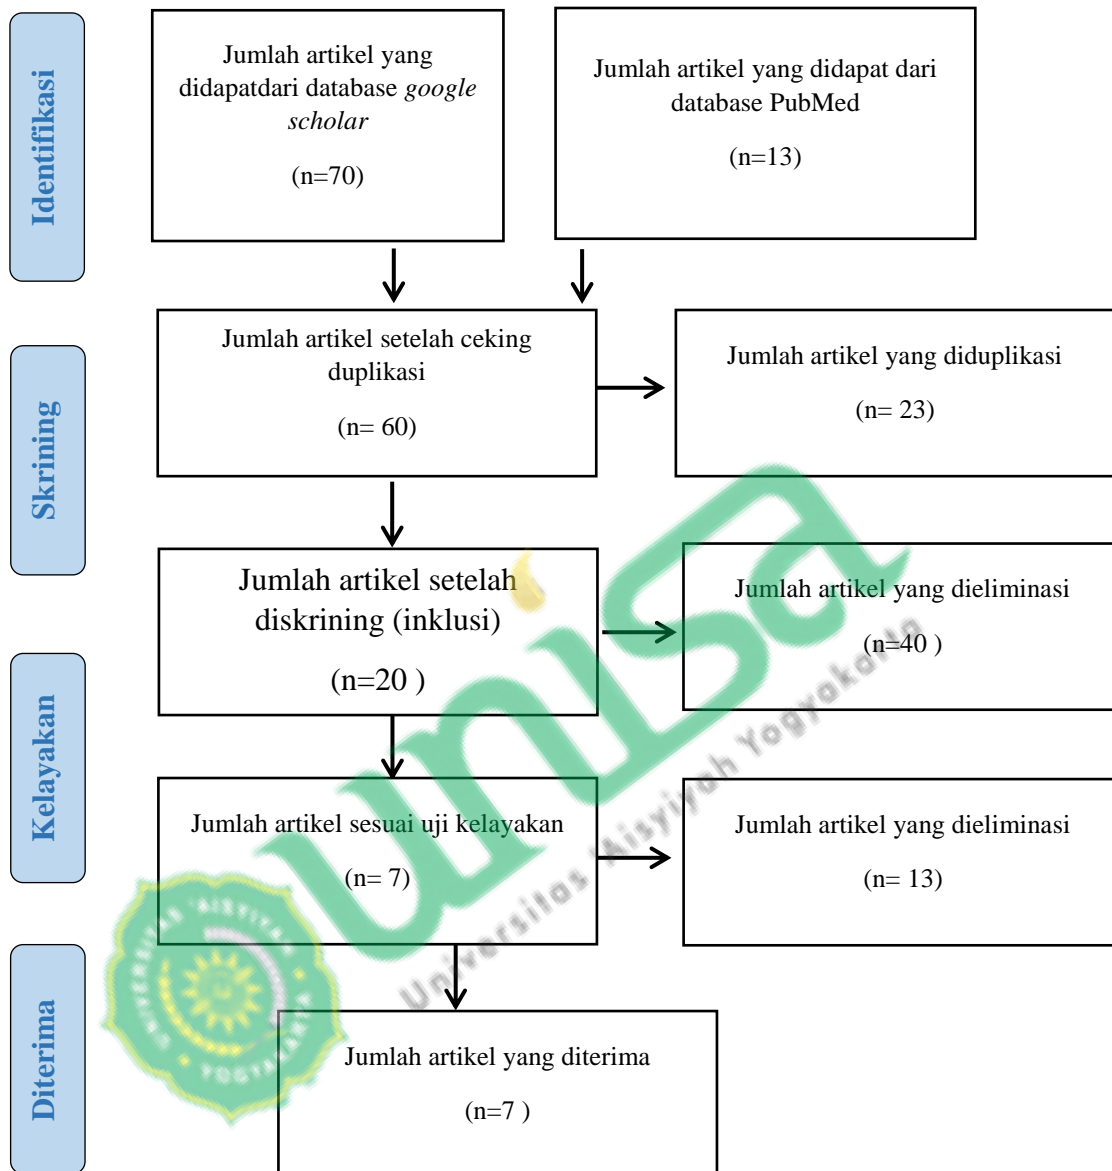 Identifikasi
Jumlah artikel yang
didapatdari database google
scholar
(n=70)
Jumlah artikel yang didapat dari
database PubMed
(n=13)
Skrining
Jumlah artikel setelah ceking
duplikasi
(n= 60)
Jumlah artikel yang diduplikasi
(n= 23)
Jumlah artikel setelah
diskrining (inklusi)
(n=20 )
Jumlah artikel yang dieliminasi
(n=40 )
Kelayakan
Jumlah artikel sesuai uji kelayakan
(n= 7)
Jumlah artikel yang dieliminasi
(n= 13)
Diterima
Jumlah artikel yang diterima
(n=7 )
unisa
Universitas 'Aisyiyah Yogyakarta
UNIVERSITAS 'AISYIYAH
YOGYAKARTA